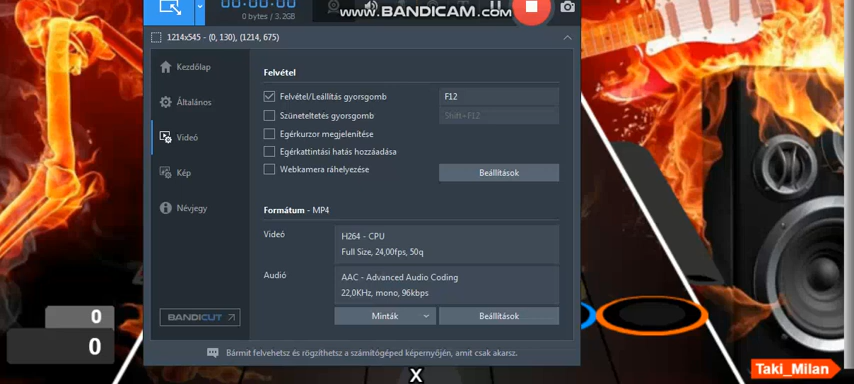 00:00:00
0 bytes / 3.2GB
www.BANDICAM.com
1214x545 - (0, 130), (1214, 675)
Kezdőlap
Általános
Videó
Kép
Névjegy
BANDICUT
Felvétel
Felvétel/Leállítás gyorsgomb
F12
Szüneteltetés gyorsgomb
Shift+F12
Egérkurzor megjelenítése
Egérkattintási hatás hozzáadása
Webkamera ráhelyezése
Beállítások
Formátum - MP4
Videó
H264 - CPU
Full Size, 24,00fps, 50q
Audió
AAC - Advanced Audio Coding
22,0KHz, mono, 96kbps
Minták
Beállítások
Bármit felvehetsz és rögzíthetsz a számítógéped képernyőjén, amit csak akarsz.
0
0
X
Taki_Milan